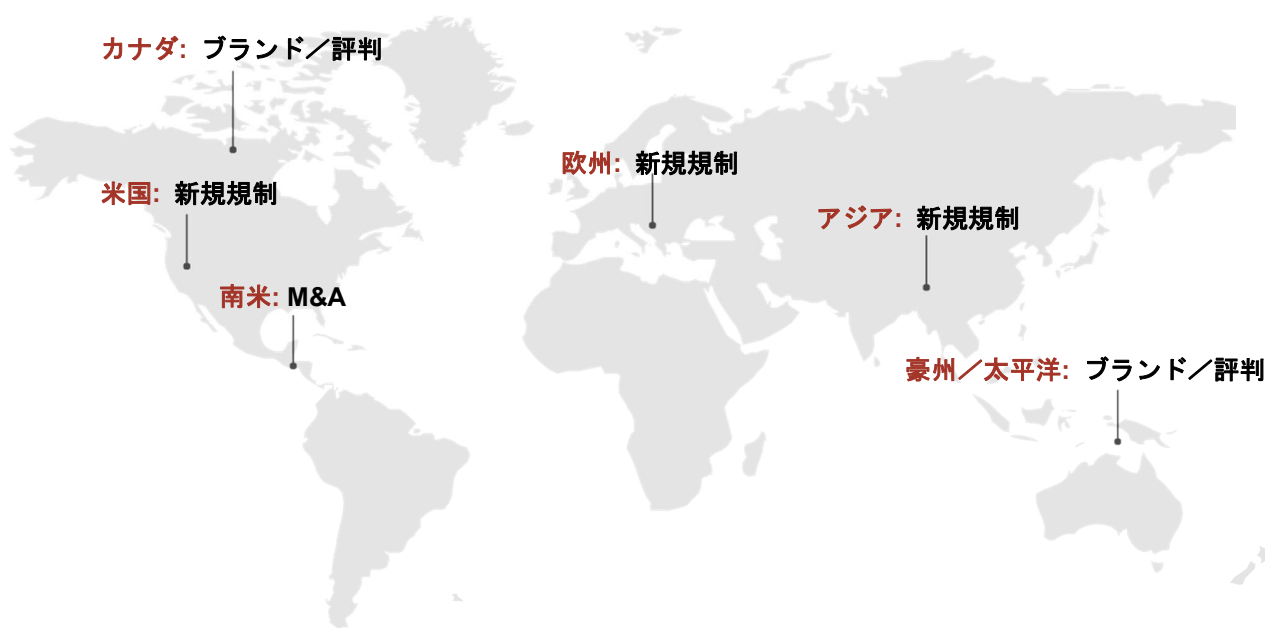 カナダ: ブランド／評判
欧州: 新規規制
米国: 新規規制
アジア: 新規規制
南米: M&A
豪州／太平洋: ブランド／評判